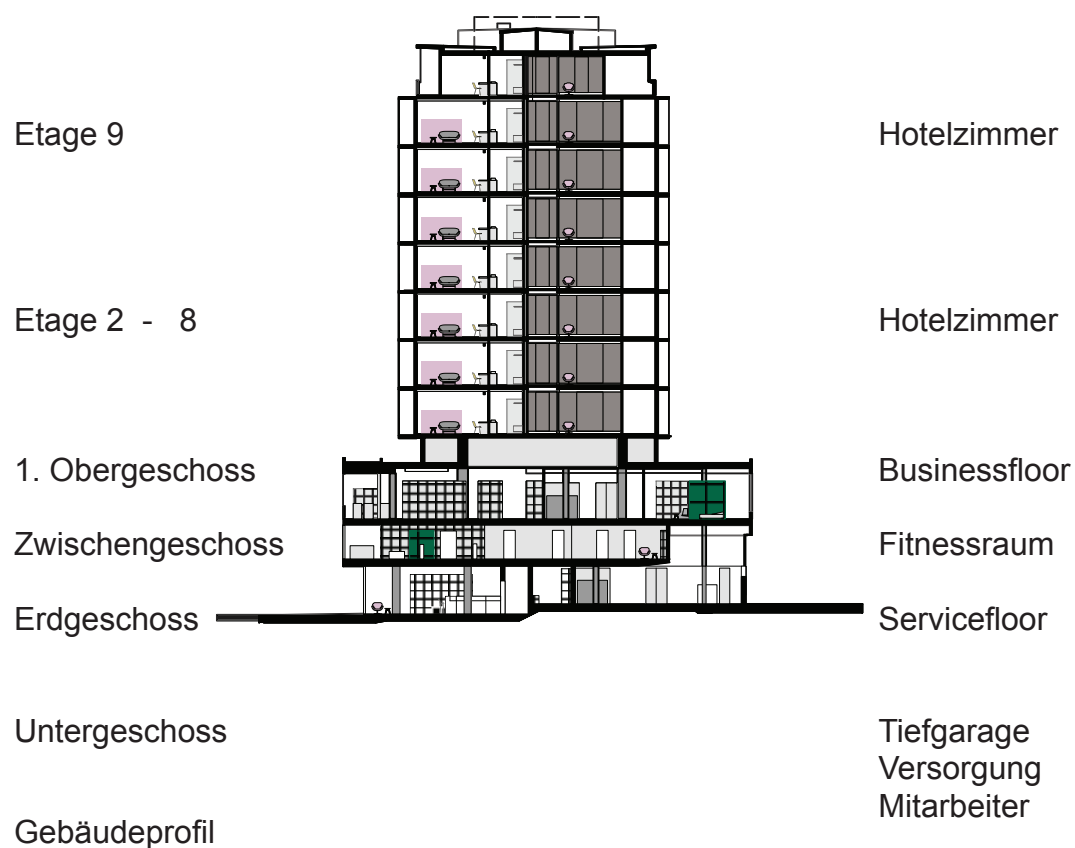 Etage 9 Hotelzimmer
Etage 2 - 8 Hotelzimmer
1. Obergeschoss Businessfloor
Zwischengeschoss Fitnessraum
Erdgeschoss Servicefloor
Untergeschoss Tiefgarage
Versorgung
Mitarbeiter
Gebäudeprofil